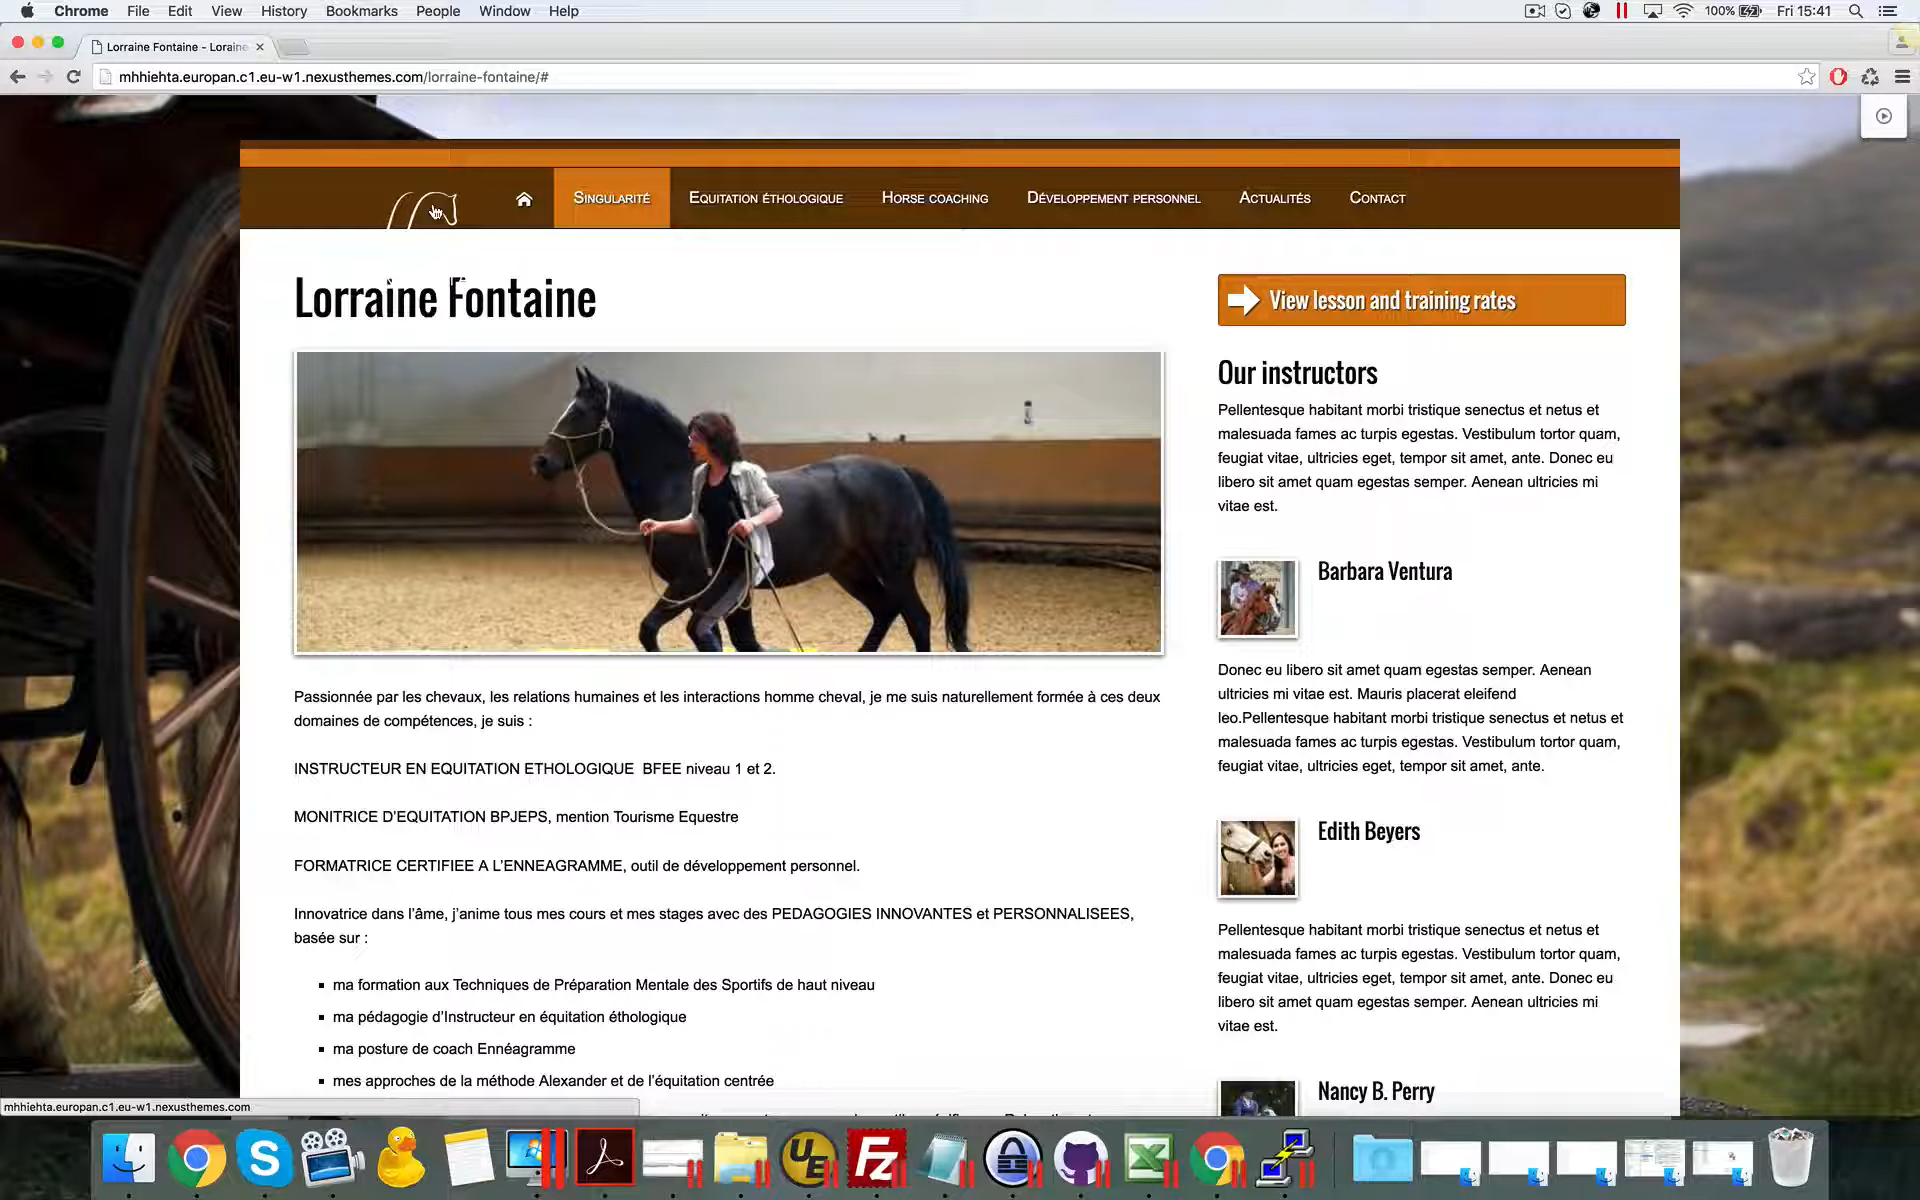 Chrome File Edit View History Bookmarks People Window Help
100% Fri 15:41
Lorraine Fontaine - Loraine
mhhiehta.europan.c1.eu-w1.nexusthemes.com/lorraine-fontaine/#
Singularité Equitation éthologique Horse coaching Développement personnel Actualités Contact
Lorraine Fontaine
Passionnée par les chevaux, les relations humaines et les interactions homme cheval, je me suis naturellement formée à ces deux
domaines de compétences, je suis :
INSTRUCTEUR EN EQUITATION ETHOLOGIQUE BFEE niveau 1 et 2.
MONITRICE D'EQUITATION BPJEPS, mention Tourisme Equestre
FORMATRICE CERTIFIEE A L'ENNEAGRAMME, outil de développement personnel.
Innovatrice dans l'âme, j'anime tous mes cours et mes stages avec des PEDAGOGIES INNOVANTES et PERSONNALISEES,
basée sur :
▪ ma formation aux Techniques de Préparation Mentale des Sportifs de haut niveau
▪ ma pédagogie d'Instructeur en équitation éthologique
▪ ma posture de coach Ennéagramme
▪ mes approches de la méthode Alexander et de l'équitation centrée
View lesson and training rates
Our instructors
Pellentesque habitant morbi tristique senectus et netus et
malesuada fames ac turpis egestas. Vestibulum tortor quam,
feugiat vitae, ultricies eget, tempor sit amet, ante. Donec eu
libero sit amet quam egestas semper. Aenean ultricies mi
vitae est.
Barbara Ventura
Donec eu libero sit amet quam egestas semper. Aenean
ultricies mi vitae est. Mauris placerat eleifend
leo.Pellentesque habitant morbi tristique senectus et netus et
malesuada fames ac turpis egestas. Vestibulum tortor quam,
feugiat vitae, ultricies eget, tempor sit amet, ante.
Edith Beyers
Pellentesque habitant morbi tristique senectus et netus et
malesuada fames ac turpis egestas. Vestibulum tortor quam,
feugiat vitae, ultricies eget, tempor sit amet, ante. Donec eu
libero sit amet quam egestas semper. Aenean ultricies mi
vitae est.
Nancy B. Perry
mhhiehta.europan.c1.eu-w1.nexusthemes.com
UE
Fz